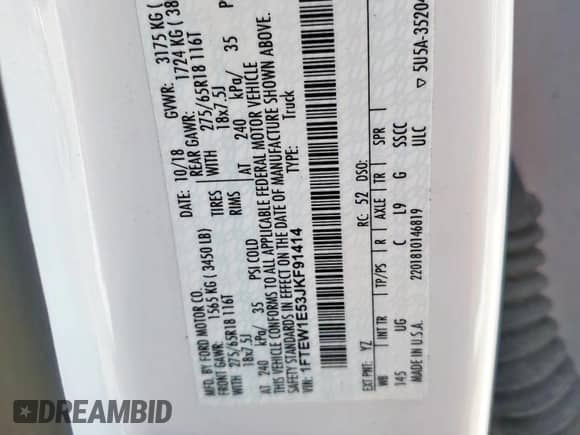 MFD. BY FORD MOTOR CO.
10/18
GVWR: 3175 KG (
FRONT GAWR: 1565 KG ( 3450 LB)
REAR GAWR: 1724 KG ( 38
WITH 275/65R18 116T TIRES WITH 275/65R18 116T
18x7.5J RIMS 18x7.5J
AT 240 kPa/ 35 PSI COLD AT 240 kPa/ 35 P
THIS VEHICLE CONFORMS TO ALL APPLICABLE FEDERAL MOTOR VEHICLE
SAFETY STANDARDS IN EFFECT ON THE DATE OF MANUFACTURE SHOWN ABOVE.
VIN: 1FTEW1E53JKF91414
TYPE: Truck
EXT PNT: YZ RC: 52 DSO:
WB INT TR TP/PS R AXLE TR SPR
145 UG C L9 G SSCC
2201810146819 ULC
MADE IN U.S.A. ▽ 5U5A-3520
DREAMBID